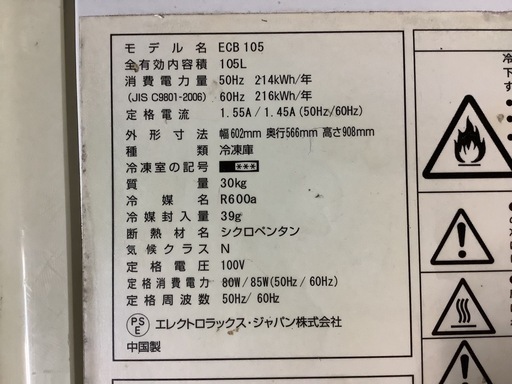 モデル名 ECB 105
全有効内容積 105L
消費電力量 50Hz 214kWh/年
(JIS C9801-2006) 60Hz 216kWh/年
定格電流 1.55A / 1.45A (50Hz/60Hz)
外形寸法 幅602mm 奥行566mm 高さ908mm
種類 冷凍庫
冷凍室の記号 ***
質量 30kg
冷媒名 R600a
冷媒封入量 39g
断熱材名 シクロペンタン
気候クラス N
定格電圧 100V
定格消費電力 80W / 85W(50Hz / 60Hz)
定格周波数 50Hz/ 60Hz
PS E エレクトロラックス・ジャパン株式会社
中国製
冷
下
す